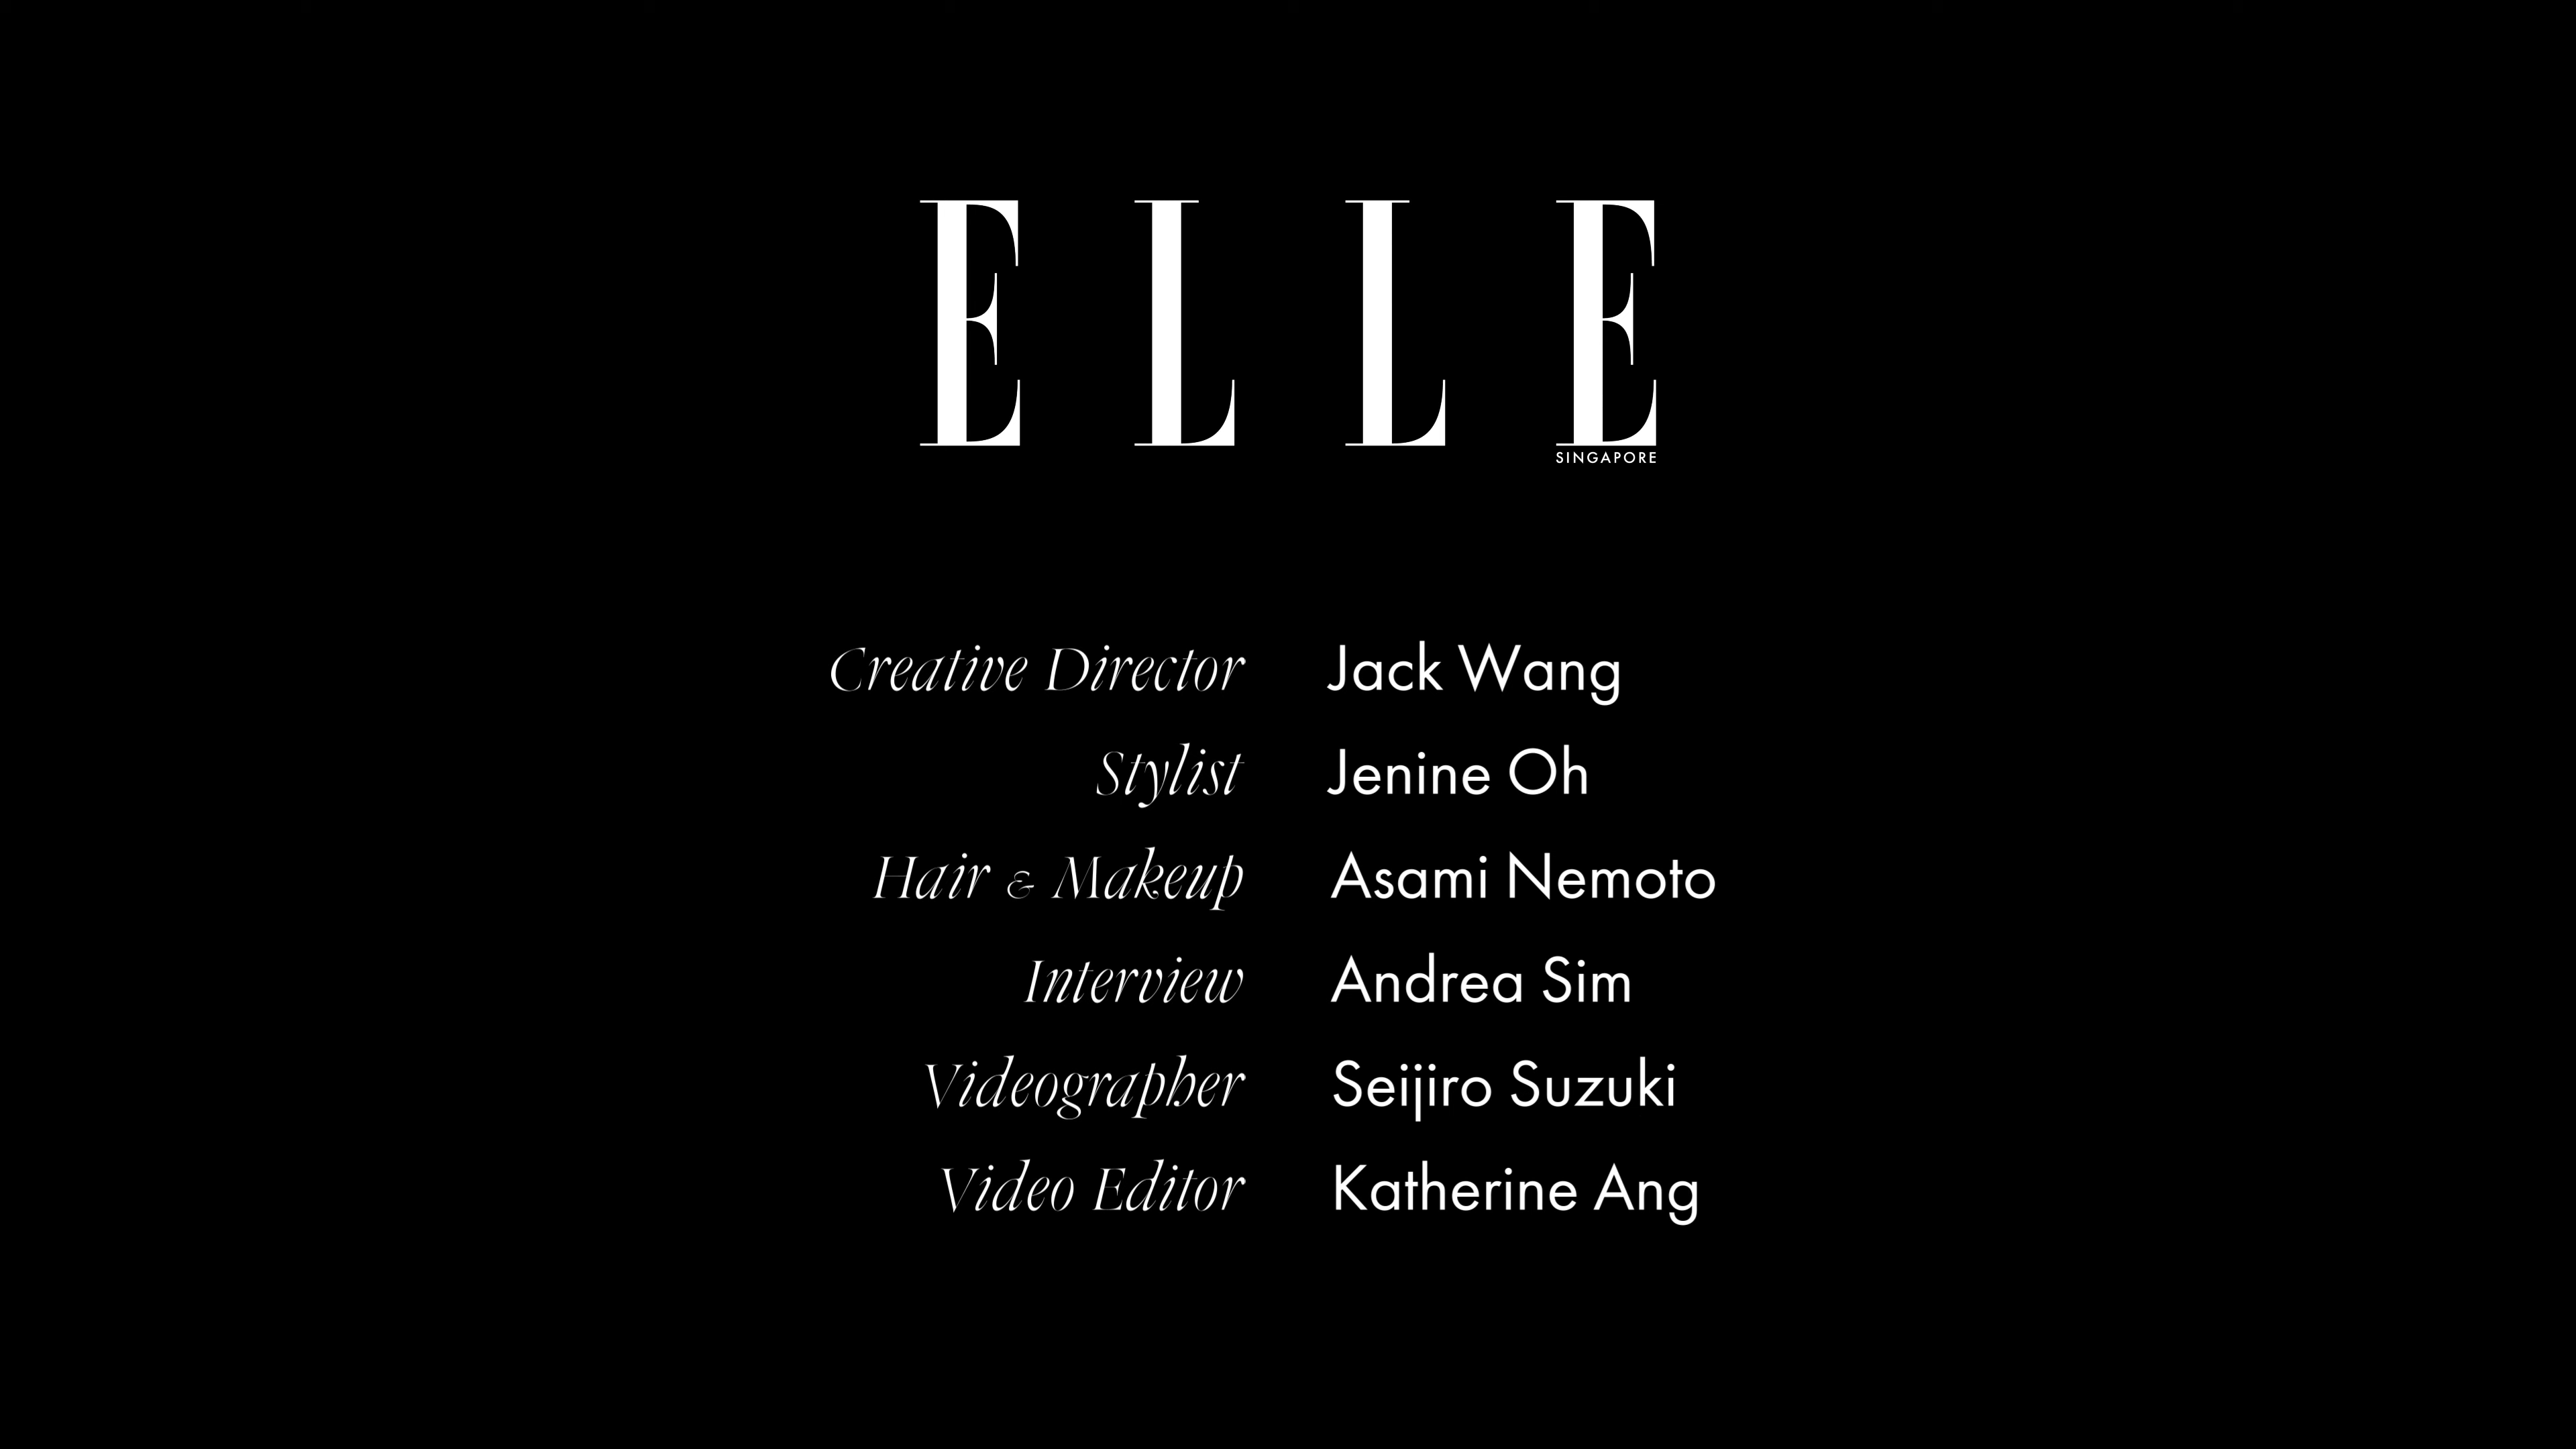 ELLE
SINGAPORE
Creative Director Jack Wang
Stylist Jenine Oh
Hair & Makeup Asami Nemoto
Interview Andrea Sim
Videographer Seijiro Suzuki
Video Editor Katherine Ang